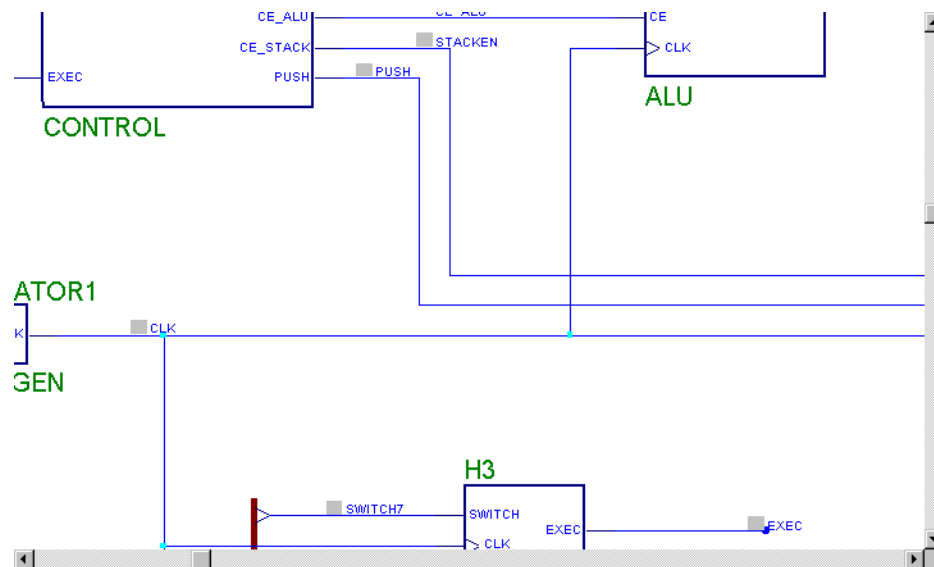 CE_ALU
CE_ALU
CE
CE_STACK
STACKEN
CLK
EXEC
PUSH
PUSH
ALU
CONTROL
ATOR1
CLK
K
GEN
H3
SWITCH7
SWITCH
EXEC
EXEC
CLK